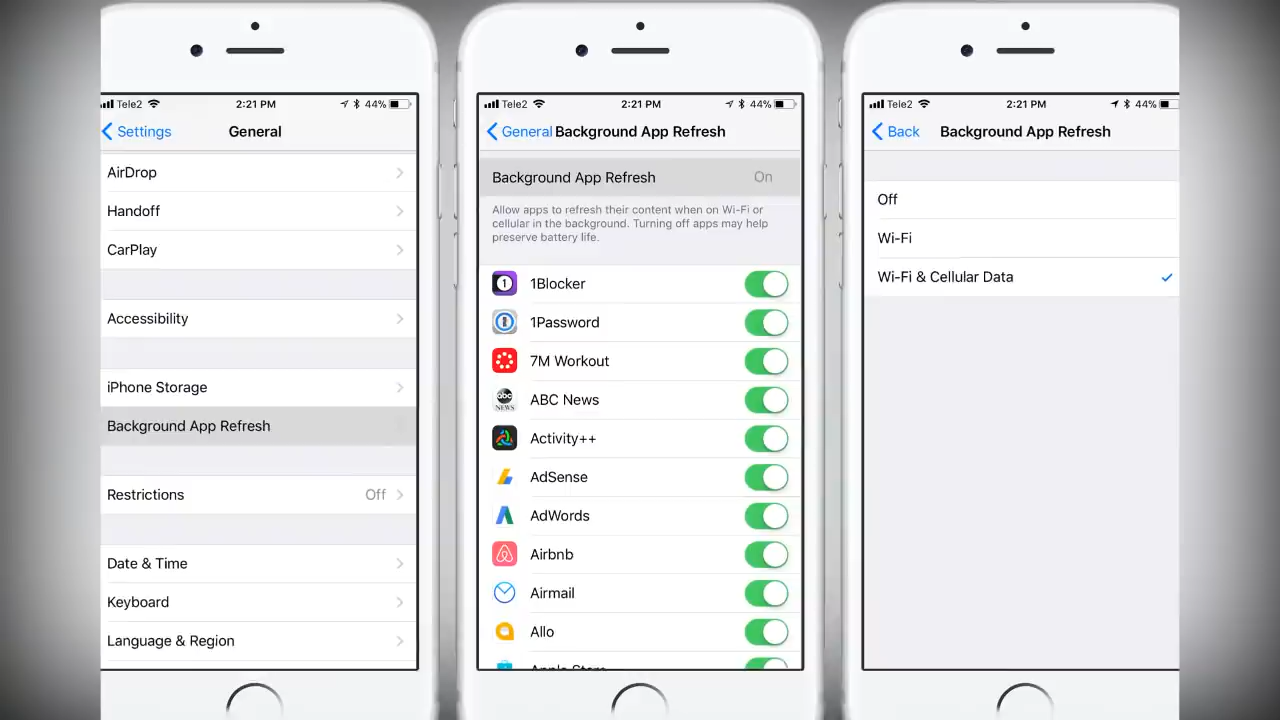 Tele2
2:21 PM
44%
Settings
General
AirDrop
Handoff
CarPlay
Accessibility
iPhone Storage
Background App Refresh
Restrictions
Off
Date & Time
Keyboard
Language & Region
Tele2
2:21 PM
44%
General
Background App Refresh
Background App Refresh
On
Allow apps to refresh their content when on Wi-Fi or
cellular in the background. Turning off apps may help
preserve battery life.
1Blocker
1Password
7M Workout
abc
NEWS
ABC News
Activity++
AdSense
AdWords
Airbnb
Airmail
Allo
Apple Store
Tele2
2:21 PM
44%
Back
Background App Refresh
Off
Wi-Fi
Wi-Fi & Cellular Data